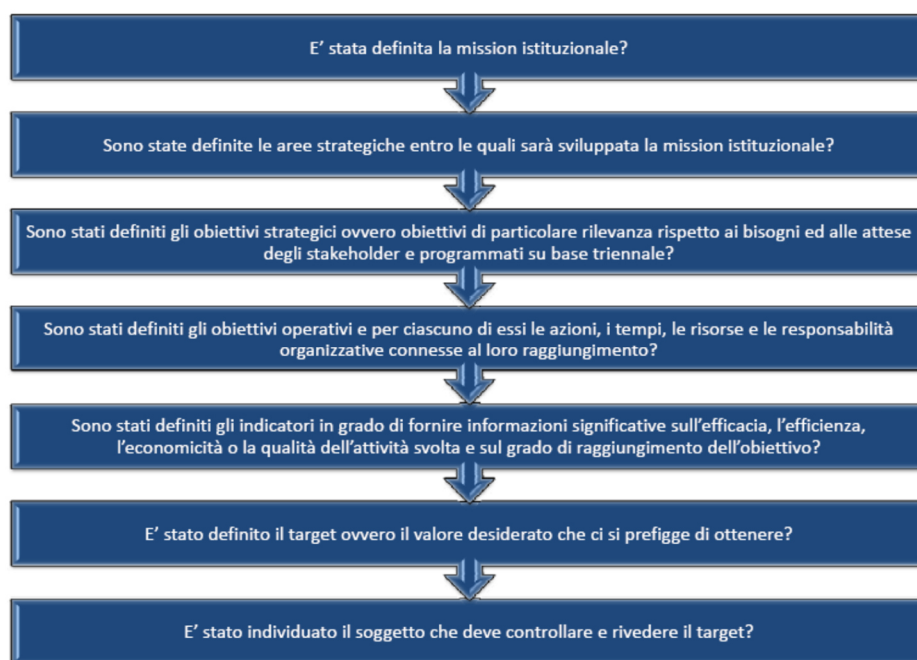 E' stata definita la mission istituzionale?
Sono state definite le aree strategiche entro le quali sarà sviluppata la mission istituzionale?
Sono stati definiti gli obiettivi strategici ovvero obiettivi di particolare rilevanza rispetto ai bisogni ed alle attese
degli stakeholder e programmati su base triennale?
Sono stati definiti gli obiettivi operativi e per ciascuno di essi le azioni, i tempi, le risorse e le responsabilità
organizzative connesse al loro raggiungimento?
Sono stati definiti gli indicatori in grado di fornire informazioni significative sull'efficacia, l'efficienza,
l'economicità o la qualità dell'attività svolta e sul grado di raggiungimento dell'obiettivo?
E' stato definito il target ovvero il valore desiderato che ci si prefigge di ottenere?
E' stato individuato il soggetto che deve controllare e rivedere il target?